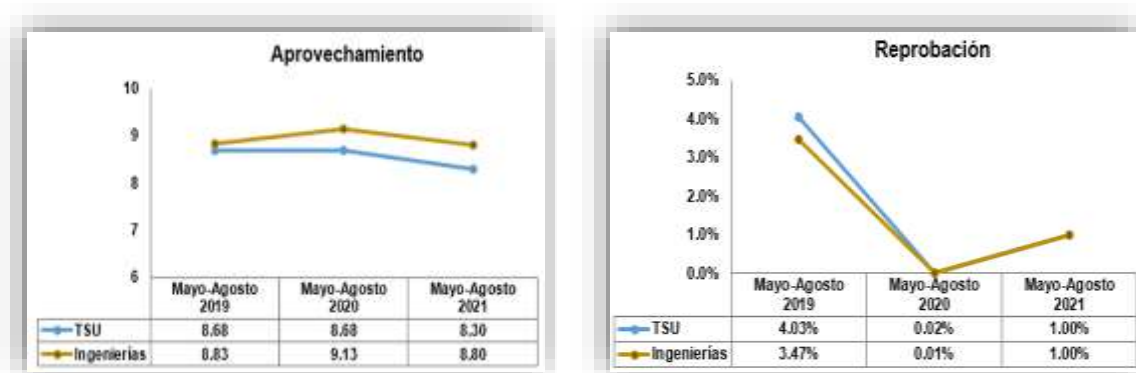 Aprovechamiento
10
9
8
7
6
Mayo-Agosto 2019 Mayo-Agosto 2020 Mayo-Agosto 2021
TSU 8.68 8.68 8.30
Ingenierías 8.83 9.13 8.80
Reprobación
5.0%
4.0%
3.0%
2.0%
1.0%
0.0%
Mayo-Agosto 2019 Mayo-Agosto 2020 Mayo-Agosto 2021
TSU 4.03% 0.02% 1.00%
Ingenierías 3.47% 0.01% 1.00%